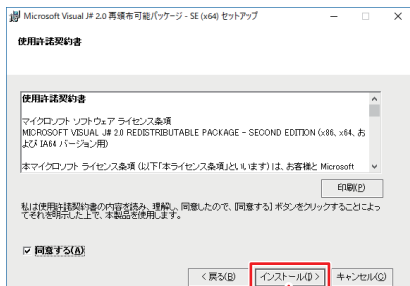 Microsoft Visual J# 2.0 再頒布可能パッケージ - SE (x64) セットアップ
使用許諾契約書
使用許諾契約書
マイクロソフト ソフトウェア ライセンス条項
MICROSOFT VISUAL J# 2.0 REDISTRIBUTABLE PACKAGE – SECOND EDITION (x86、x64、お
よび IA64 バージョン用)
本マイクロソフト ライセンス条項 (以下「本ライセンス条項」といいます) は、お客様と Microsoft
印刷(P)
私は使用許諾契約書の内容を読み、理解し、同意したので、[同意する] ボタンをクリックすることによっ
てそれを明示した上で、本製品を使用します。
同意する(A)
< 戻る(B)
インストール(I) >
キャンセル(C)